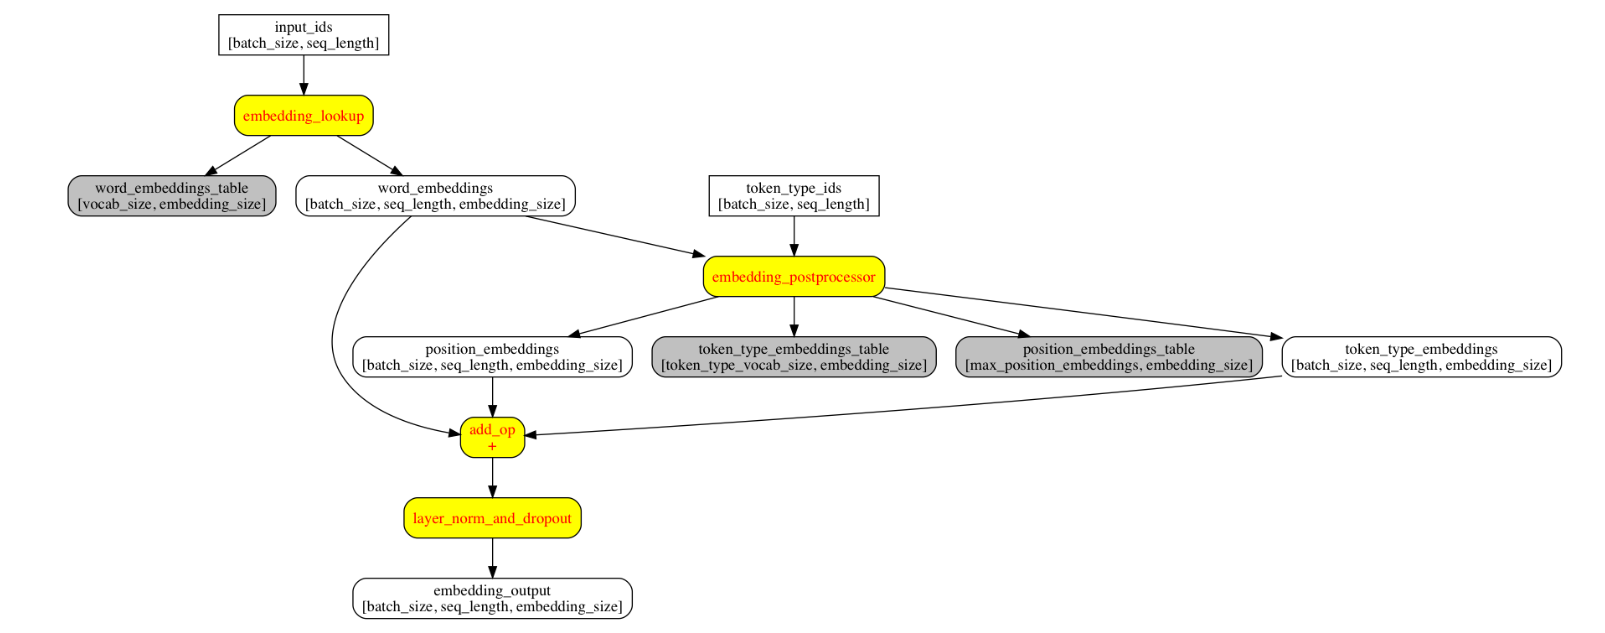 input_ids
[batch_size, seq_length]
embedding_lookup
word_embeddings_table
[vocab_size, embedding_size]
word_embeddings
[batch_size, seq_length, embedding_size]
token_type_ids
[batch_size, seq_length]
embedding_postprocessor
position_embeddings
[batch_size, seq_length, embedding_size]
token_type_embeddings_table
[token_type_vocab_size, embedding_size]
position_embeddings_table
[max_position_embeddings, embedding_size]
token_type_embeddings
[batch_size, seq_length, embedding_size]
add_op
+
layer_norm_and_dropout
embedding_output
[batch_size, seq_length, embedding_size]